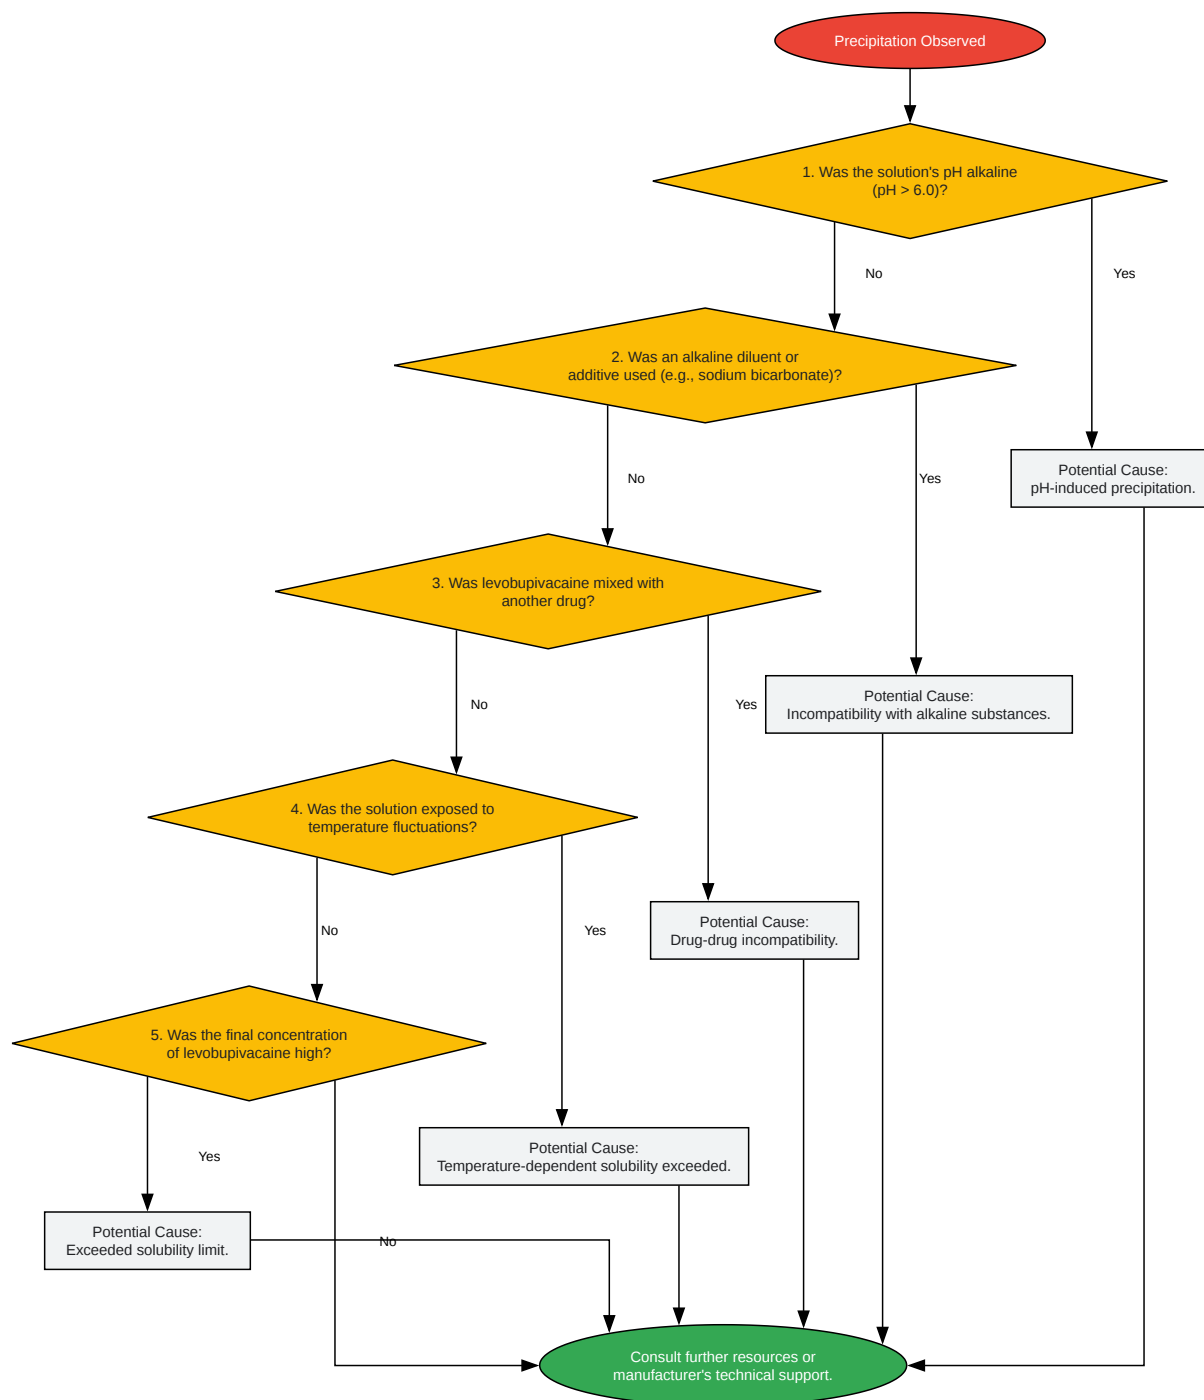 Precipitation Observed
1. Was the solution's pH alkaline
(pH > 6.0)?
No
Yes
2. Was an alkaline diluent or
additive used (e.g., sodium bicarbonate)?
No
Yes
Potential Cause:
pH-induced precipitation.
3. Was levobupivacaine mixed with
another drug?
No
Yes
Potential Cause:
Incompatibility with alkaline substances.
4. Was the solution exposed to
temperature fluctuations?
No
Yes
Potential Cause:
Drug-drug incompatibility.
5. Was the final concentration
of levobupivacaine high?
Yes
Potential Cause:
Temperature-dependent solubility exceeded.
Potential Cause:
Exceeded solubility limit.
No
Consult further resources or
manufacturer's technical support.